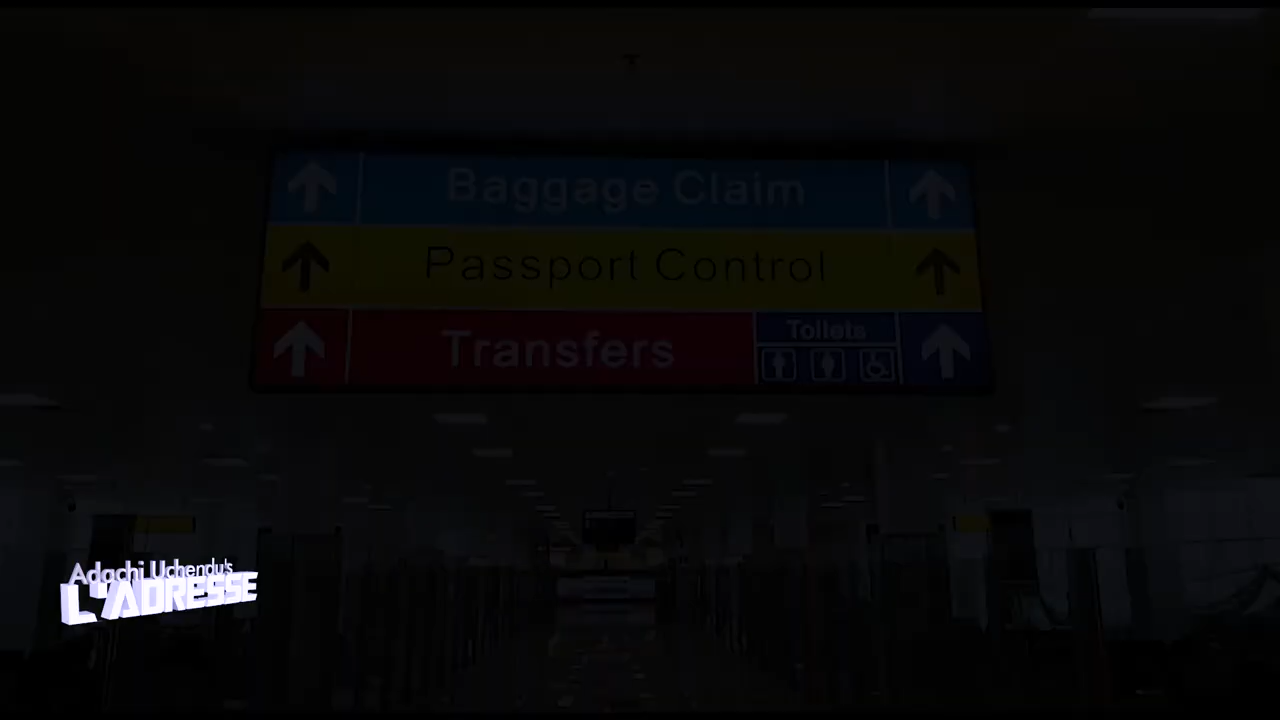 Baggage Claim
Passport Control
Transfers
Toilets
Adachi Uchendu's
L'ADRESSE